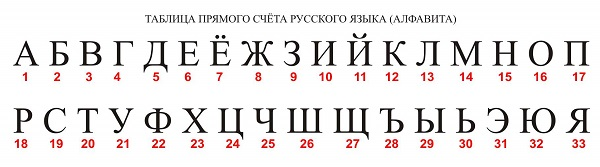 ТАБЛИЦА ПРЯМОГО СЧЁТА РУССКОГО ЯЗЫКА (АЛФАВИТА)
А Б В Г Д Е Ё Ж З И Й К Л М Н О П
1 2 3 4 5 6 7 8 9 10 11 12 13 14 15 16 17
Р С Т У Ф Х Ц Ч Ш Щ Ъ Ы Ь Э Ю Я
18 19 20 21 22 23 24 25 26 27 28 29 30 31 32 33